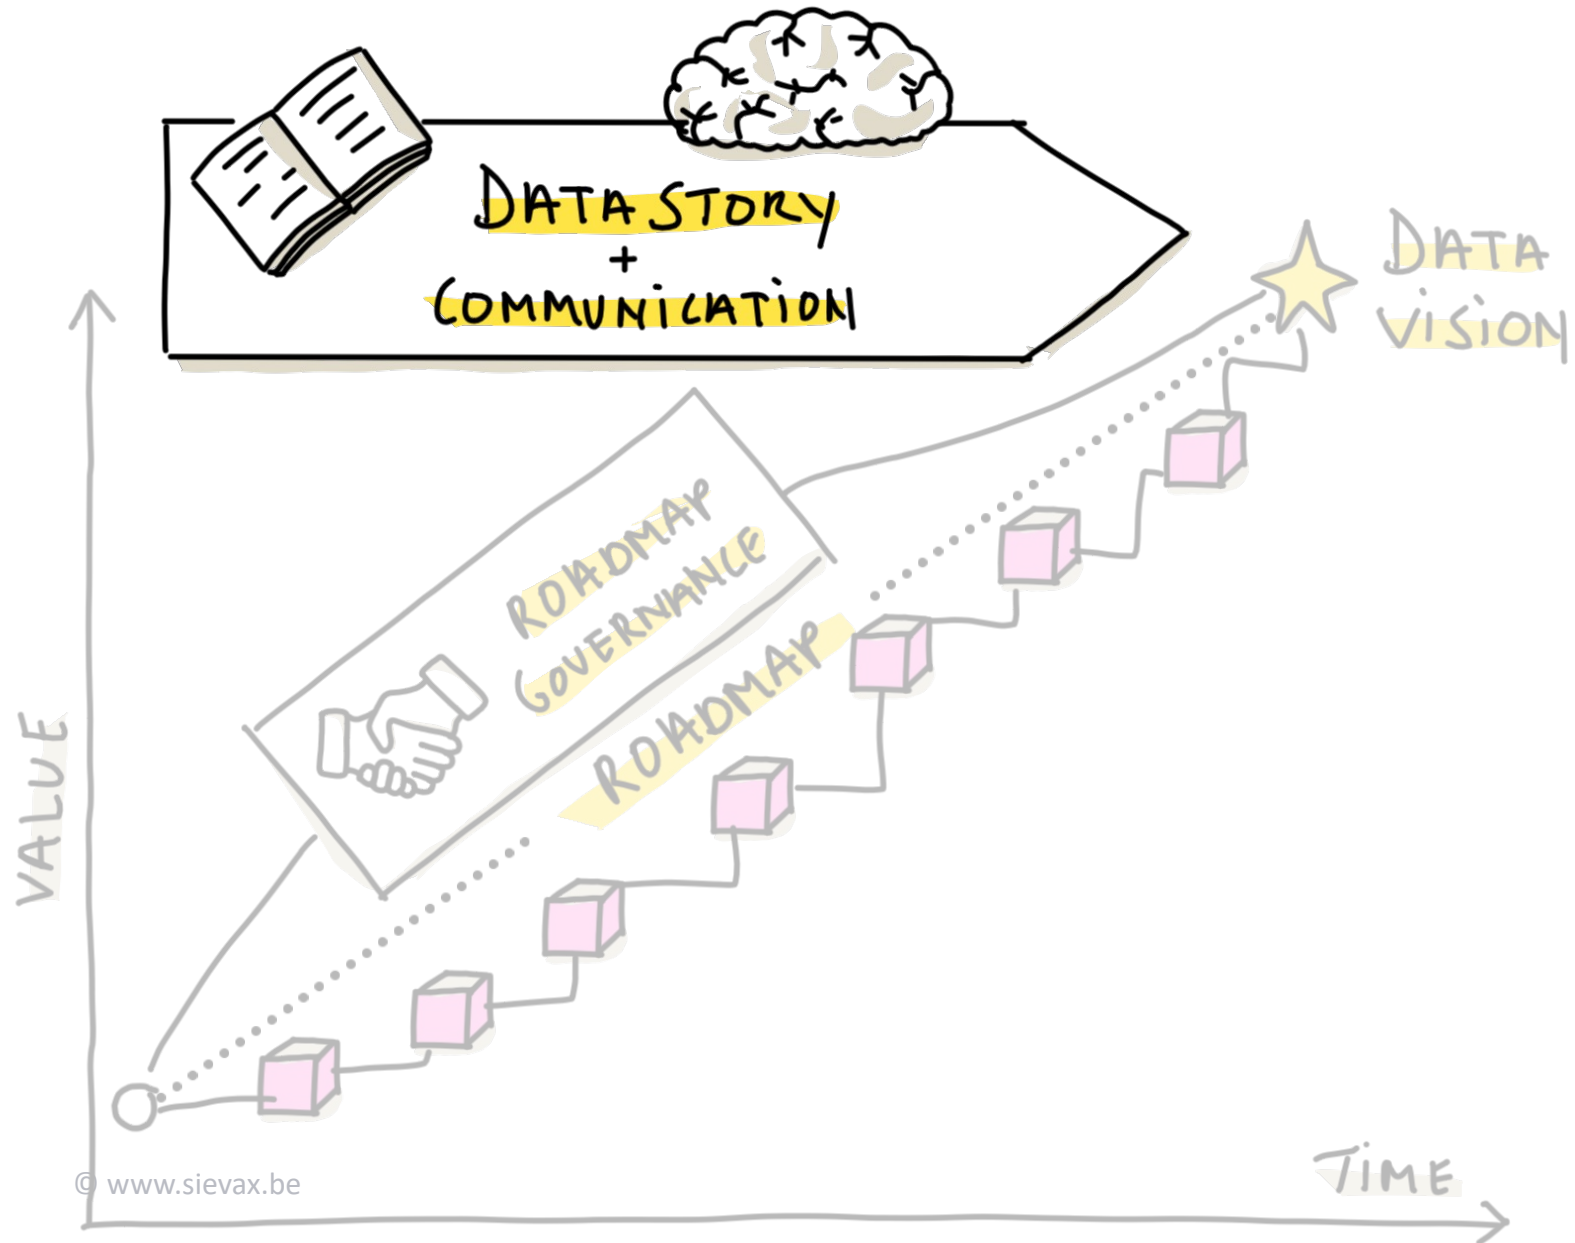 DATA STORY
+
COMMUNICATION
DATA
VISION
ROADMAP
GOVERNANCE
ROADMAP
VALUE
© www.sievax.be
TIME